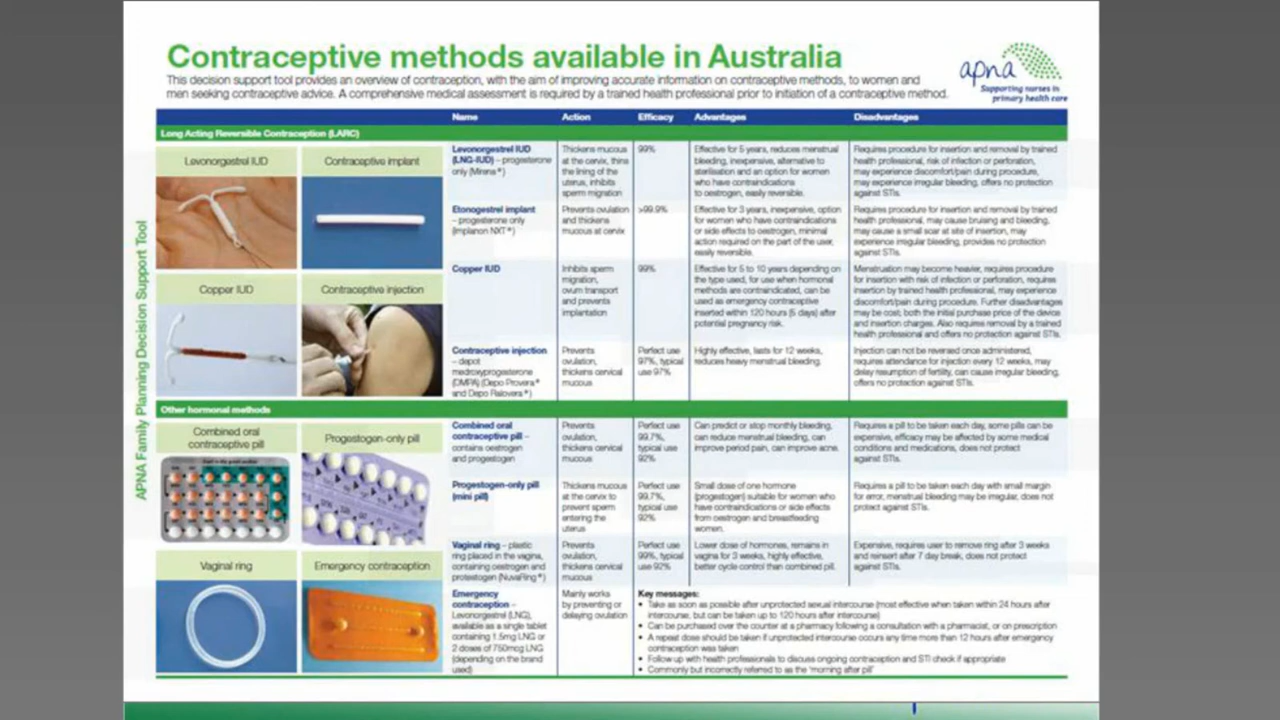 Contraceptive methods available in Australia
This decision support tool provides an overview of contraception, with the aim of improving accurate information on contraceptive methods, to women and
men seeking contraceptive advice. A comprehensive medical assessment is required by a trained health professional prior to initiation of a contraceptive method.
apna
Supporting nurses in
primary health care
APNA Family Planning Decision Support Tool
Name Action Efficacy Advantages Disadvantages
Long Acting Reversible Contraception (LARC)
Levonorgestrel IUD
Contraceptive implant
Copper IUD
Contraceptive injection
Levonorgestrel IUD
(LNG-IUD) – progesterone
only (Mirena®)
Thickens mucous
at the cervix, thins
the lining of the
uterus, inhibits
sperm migration
99%
Effective for 5 years, reduces menstrual
bleeding, inexpensive, alternative to
sterilisation and an option for women
who have contraindications
to oestrogen, easily reversible.
Requires procedure for insertion and removal by trained
health professional, risk of infection or perforation,
may experience discomfort/pain during procedure,
may experience irregular bleeding, offers no protection
against STIs.
Etonogestrel implant
– progesterone only
(Implanon NXT®)
Prevents ovulation
and thickens
mucous at cervix
>99.9%
Effective for 3 years, inexpensive, option
for women who have contraindications
or side effects to oestrogen, minimal
action required on the part of the user,
easily reversible.
Requires procedure for insertion and removal by trained
health professional, may cause bruising and bleeding,
may cause a small scar at site of insertion, may
experience irregular bleeding, provides no protection
against STIs.
Copper IUD
Inhibits sperm
migration,
ovum transport
and prevents
implantation
99%
Effective for 5 to 10 years depending on
the type used, for use when hormonal
methods are contraindicated, can be
used as emergency contraceptive
inserted within 120 hours (5 days) after
potential pregnancy risk.
Menstruation may become heavier, requires procedure
for insertion with risk of infection or perforation, requires
insertion by trained health professional, may experience
discomfort/pain during procedure. Further disadvantages
may be cost; both the initial purchase price of the device
and insertion charges. Also requires removal by a trained
health professional and offers no protection against STIs.
Contraceptive injection
– depot
medroxyprogesterone
(DMPA) (Depo Provera®
and Depo Ralovera®)
Prevents
ovulation,
thickens cervical
mucous
Perfect use
97%, typical
use 97%
Highly effective, lasts for 12 weeks,
reduces heavy menstrual bleeding.
Injection can not be reversed once administered,
requires attendance for injection every 12 weeks, may
delay resumption of fertility, can cause irregular bleeding,
offers no protection against STIs.
Other hormonal methods
Combined oral
contraceptive pill
Progestogen-only pill
Vaginal ring
Emergency contraception
Combined oral
contraceptive pill –
contains oestrogen
and progestogen
Prevents
ovulation,
thickens cervical
mucous
Perfect use
99.7%,
typical use
92%
Can predict or stop monthly bleeding,
can reduce menstrual bleeding, can
improve period pain, can improve acne.
Requires a pill to be taken each day, some pills can be
expensive, efficacy may be affected by some medical
conditions and medications, does not protect
against STIs.
Progestogen-only pill
(mini pill)
Thickens mucous
at the cervix to
prevent sperm
entering the
uterus
Perfect use
99.7%,
typical use
92%
Small dose of one hormone
(progestogen) suitable for women who
have contraindications or side effects
from oestrogen and breastfeeding
women.
Requires a pill to be taken each day with small margin
for error, menstrual bleeding may be irregular, does not
protect against STIs.
Vaginal ring – plastic
ring placed in the vagina,
containing oestrogen and
protestogen (NuvaRing®)
Prevents
ovulation,
thickens cervical
mucous
Perfect use
99%, typical
use 92%
Lower dose of hormones, remains in
vagina for 3 weeks, highly effective,
better cycle control than combined pill.
Expensive, requires user to remove ring after 3 weeks
and reinsert after 7 day break, does not protect
against STIs.
Emergency
contraception –
Levonorgestrel (LNG),
available as a single tablet
containing 1.5mg LNG or
2 doses of 750mcg LNG
(depending on the brand
used)
Mainly works
by preventing or
delaying ovulation
Key messages:
• Take as soon as possible after unprotected sexual intercourse (most effective when taken within 24 hours after
intercourse, but can be taken up to 120 hours after intercourse)
• Can be purchased over the counter at a pharmacy following a consultation with a pharmacist, or on prescription
• A repeat dose should be taken if unprotected intercourse occurs any time more than 12 hours after emergency
contraception was taken
• Follow up with health professionals to discuss ongoing contraception and STI check if appropriate
• Commonly but incorrectly referred to as the 'morning after pill'